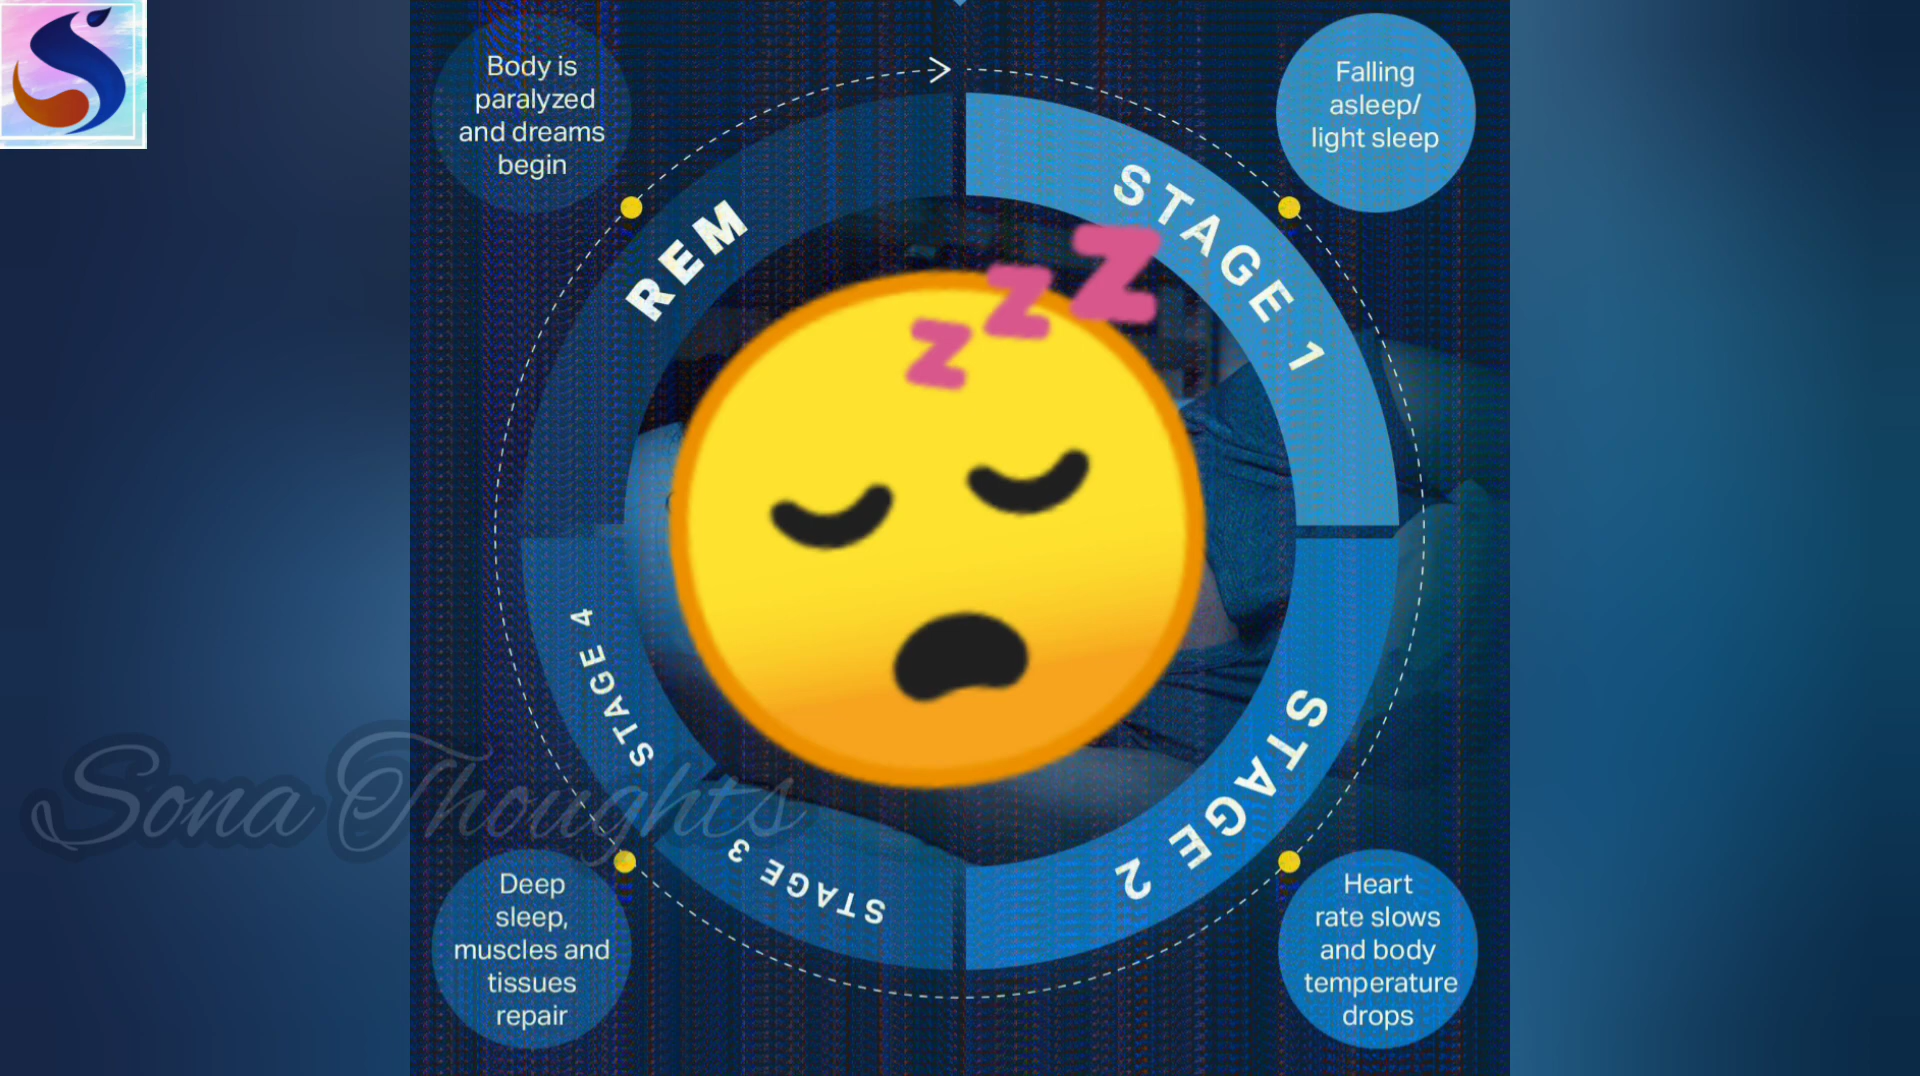 Body is
paralyzed
and dreams
begin
Falling
asleep/
light sleep
REM
STAGE 1
z z Z
STAGE 4
STAGE 2
Sona Thoughts
STAGE 3
Deep
sleep,
muscles and
tissues
repair
Heart
rate slows
and body
temperature
drops